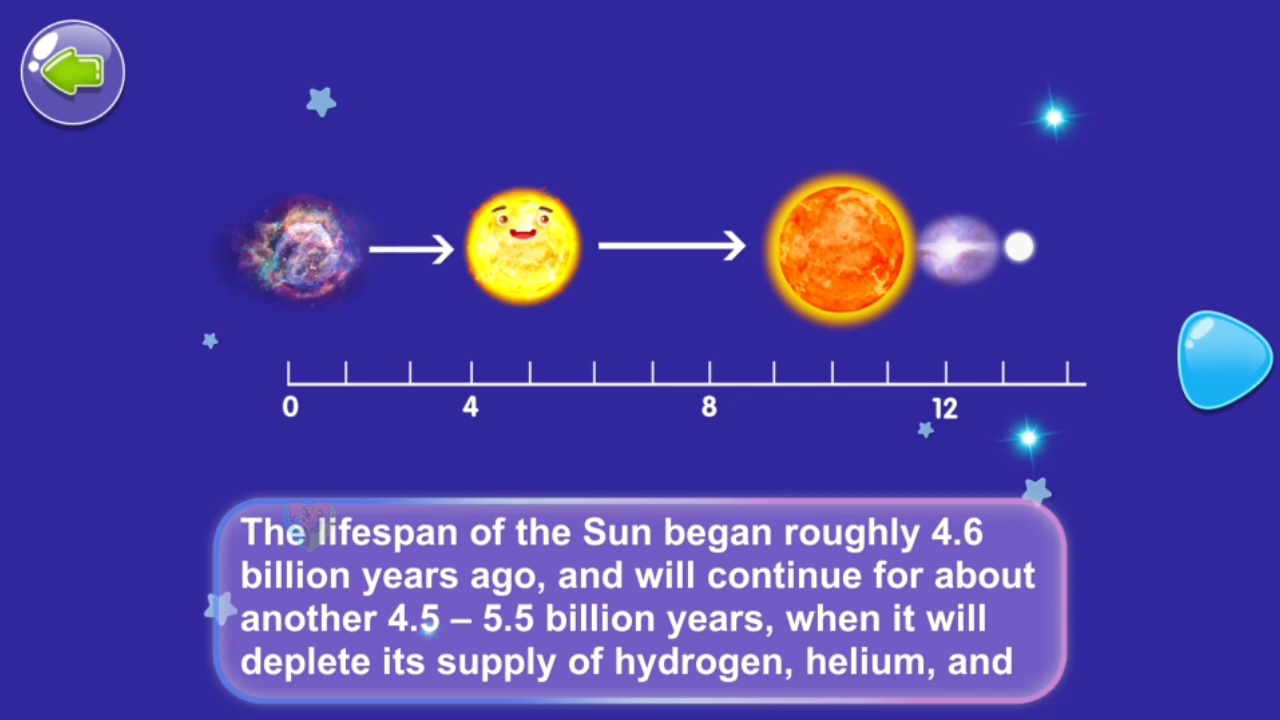 0 4 8 12
The lifespan of the Sun began roughly 4.6
billion years ago, and will continue for about
another 4.5 – 5.5 billion years, when it will
deplete its supply of hydrogen, helium, and